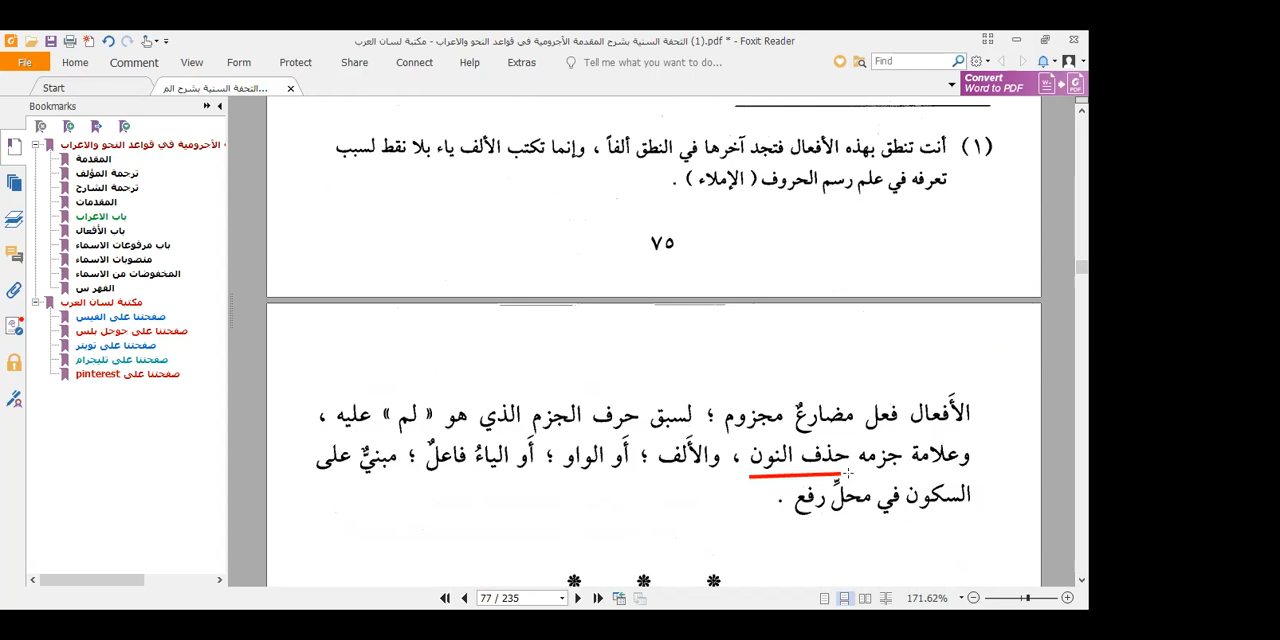 التحفة السنية بشرح المقدمة الأجرومية في قواعد النحو والاعراب - مكتبة لسان العرب (1).pdf * - Foxit Reader
File Home Comment View Form Protect Share Connect Help Extras Tell me what you want to do... Find
Start التحفة السنية بشرح الم...
Convert
Word to PDF
Bookmarks
الأجرومية في قواعد النحو والاعراب
المقدمة
ترجمة المؤلف
ترجمة الشارح
المقدمات
باب الاعراب
باب الأفعال
باب مرفوعات الاسماء
منصوبات الاسماء
المخفوضات من الاسماء
الفهرس
مكتبة لسان العرب
صفحتنا على الفيس
صفحتنا على جوجل بلس
صفحتنا على تويتر
صفحتنا على تليجرام
صفحتنا على pinterest
(١) أنت تنطق بهذه الأفعال فتجد آخرها في النطق ألفاً ، وإنما تكتب الألف ياء بلا نقط لسبب
تعرفه في علم رسم الحروف ( الإملاء ) .
٧٥
الأَفعال فعل مضارعٌ مجزوم ؛ لسبق حرف الجزم الذي هو « لم » عليه ،
وعلامة جزمه حذف النون ، والأَلف ؛ أَو الواو ؛ أَو الياءُ فاعلٌ ؛ مبنيٌّ على
السكون في محلِّ رفع .
77 / 235
171.62%